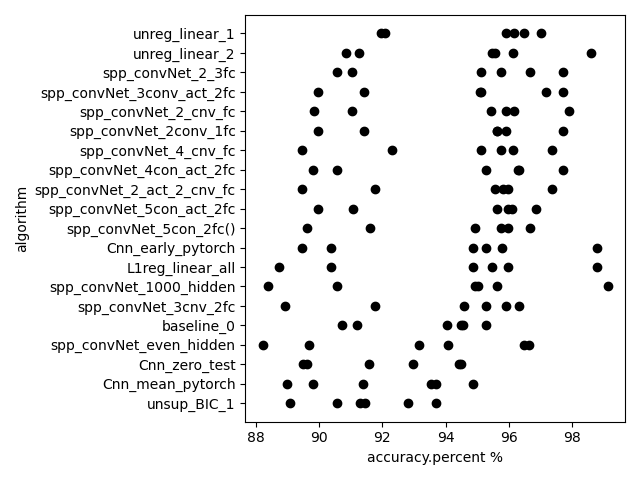 unreg_linear_1
unreg_linear_2
spp_convNet_2_3fc
spp_convNet_3conv_act_2fc
spp_convNet_2_cnv_fc
spp_convNet_2conv_1fc
spp_convNet_4_cnv_fc
spp_convNet_4con_act_2fc
spp_convNet_2_act_2_cnv_fc
spp_convNet_5con_act_2fc
spp_convNet_5con_2fc()
Cnn_early_pytorch
L1reg_linear_all
spp_convNet_1000_hidden
spp_convNet_3cnv_2fc
baseline_0
spp_convNet_even_hidden
Cnn_zero_test
Cnn_mean_pytorch
unsup_BIC_1
algorithm
88 90 92 94 96 98
accuracy.percent %